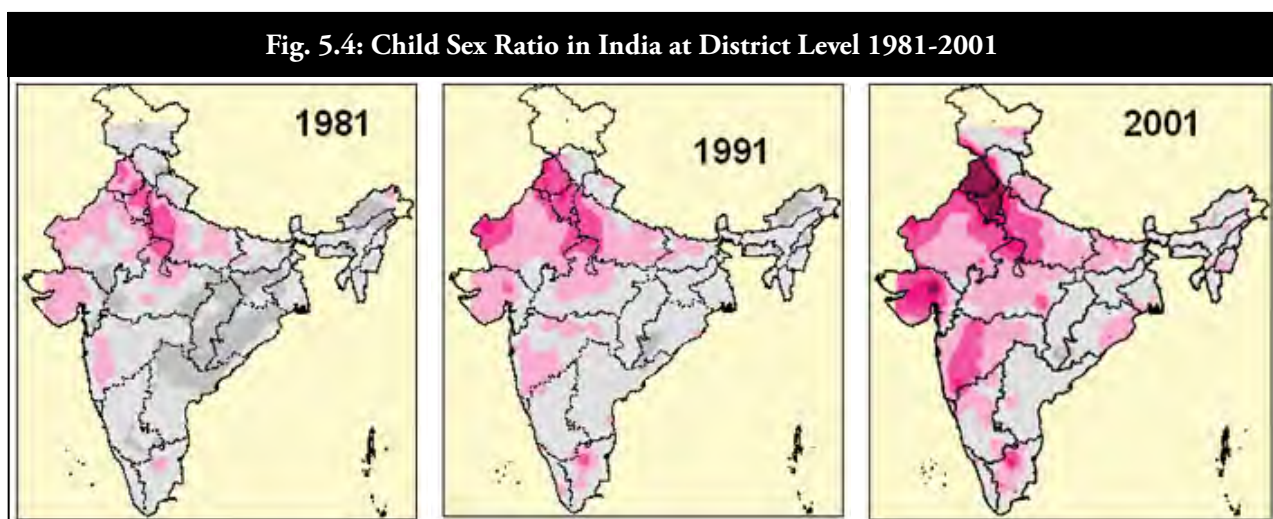 Fig. 5.4: Child Sex Ratio in India at District Level 1981-2001
1981
1991
2001